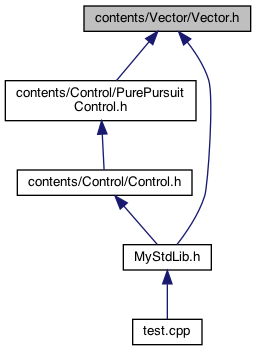 contents/Vector/Vector.h
contents/Control/PurePursuit
Control.h
contents/Control/Control.h
MyStdLib.h
test.cpp